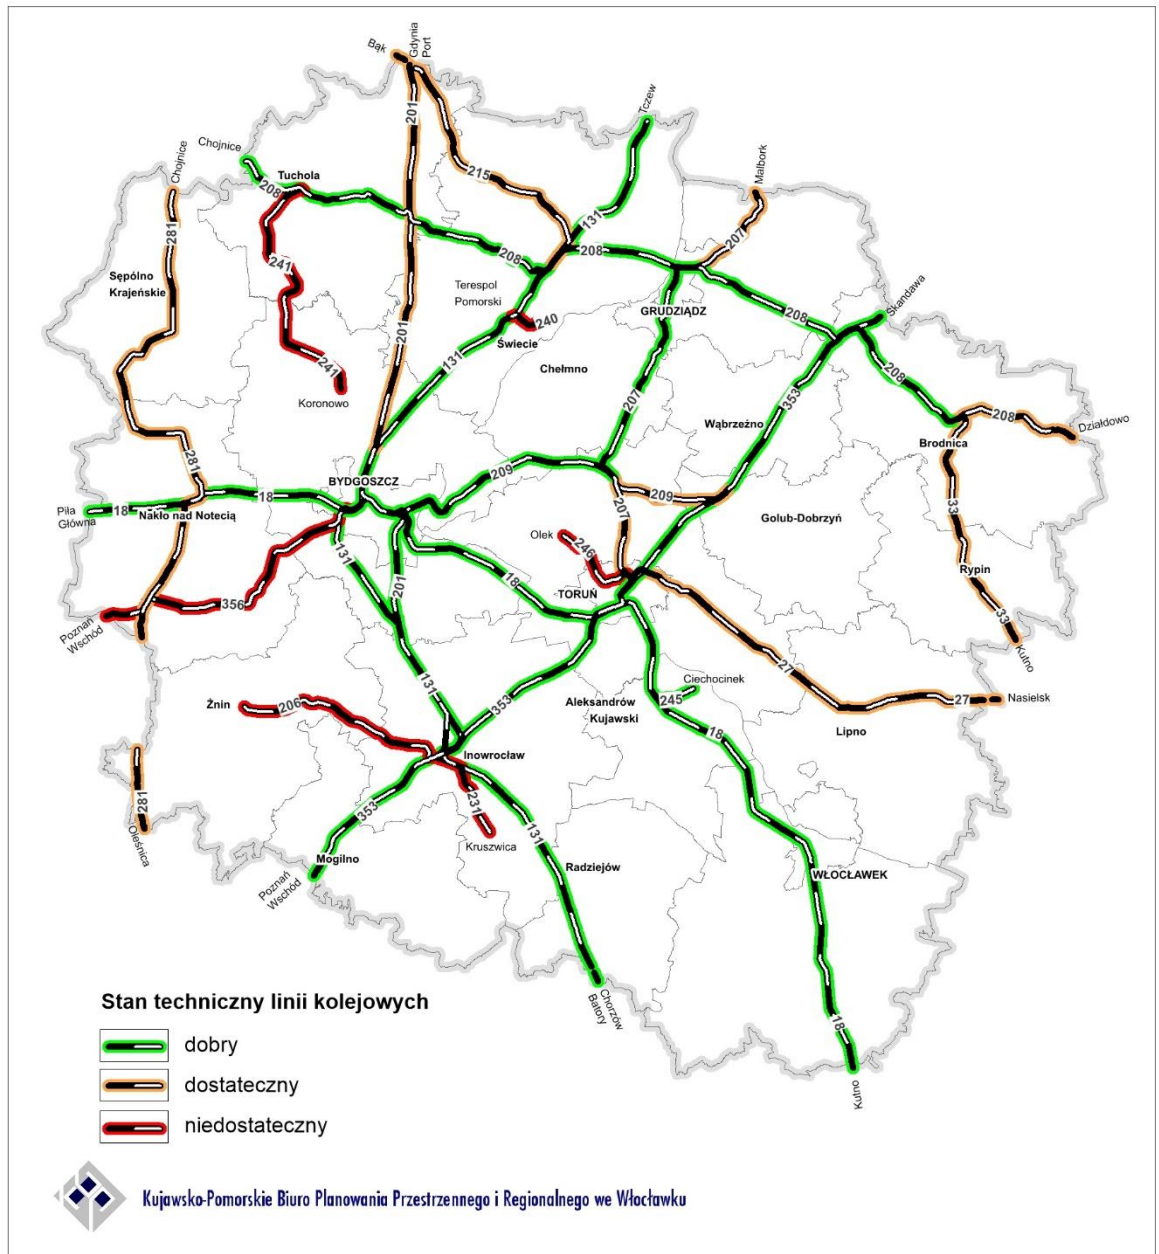 Bąk
Gdynia
Port
201
Tczew
Chojnice
Chojnice
Tuchola
208
215
131
Malbork
207
281
241
208
208
Sępólno
Krajeńskie
Terespol
Pomorski
Skandawa
240
GRUDZIĄDZ
208
201
Świecie
131
Chełmno
208
241
Koronowo
207
353
Wąbrzeźno
208
Działdowo
Brodnica
281
209
BYDGOSZCZ
18
209
Piła
Główna
18
Nakło nad Notecią
207
Golub-Dobrzyń
33
Olek
246
131
201
18
TORUŃ
Rypin
356
Poznań
Wschód
33
Kutno
27
131
Ciechocinek
245
Żnin
206
353
Aleksandrów
Kujawski
27
Nasielsk
18
Lipno
Inowrocław
281
Oleśnica
353
231
131
Kruszwica
Mogilno
Radziejów
WŁOCŁAWEK
Poznań
Wschód
Chorzów
Batory
18
Kutno
Stan techniczny linii kolejowych
dobry
dostateczny
niedostateczny
Kujawsko-Pomorskie Biuro Planowania Przestrzennego i Regionalnego we Włocławku